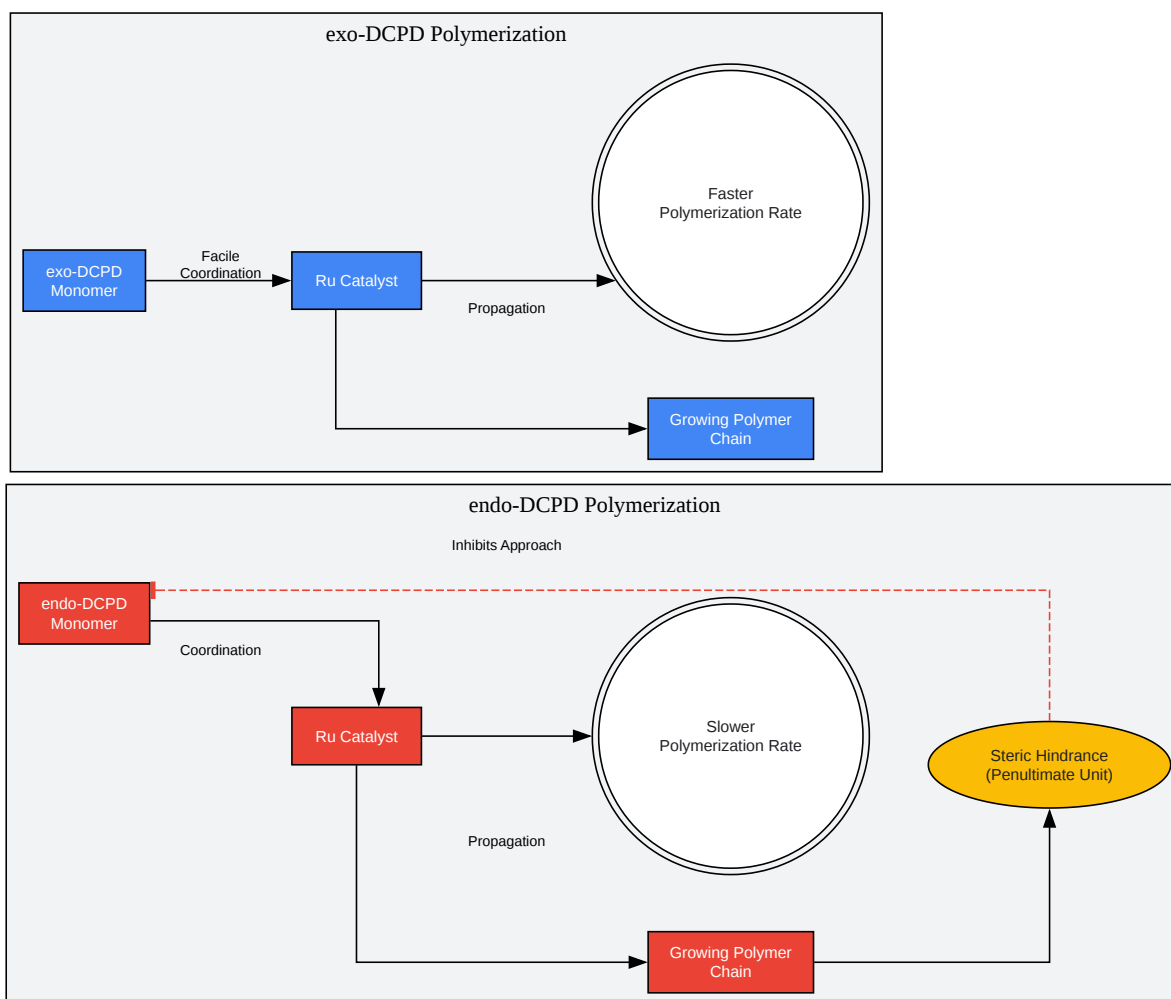 exo-DCPD Polymerization
Faster
Polymerization Rate
Facile
Coordination
exo-DCPD
Monomer
Ru Catalyst
Propagation
Growing Polymer
Chain
endo-DCPD Polymerization
Inhibits Approach
endo-DCPD
Monomer
Coordination
Ru Catalyst
Slower
Polymerization Rate
Steric Hindrance
(Penultimate Unit)
Propagation
Growing Polymer
Chain